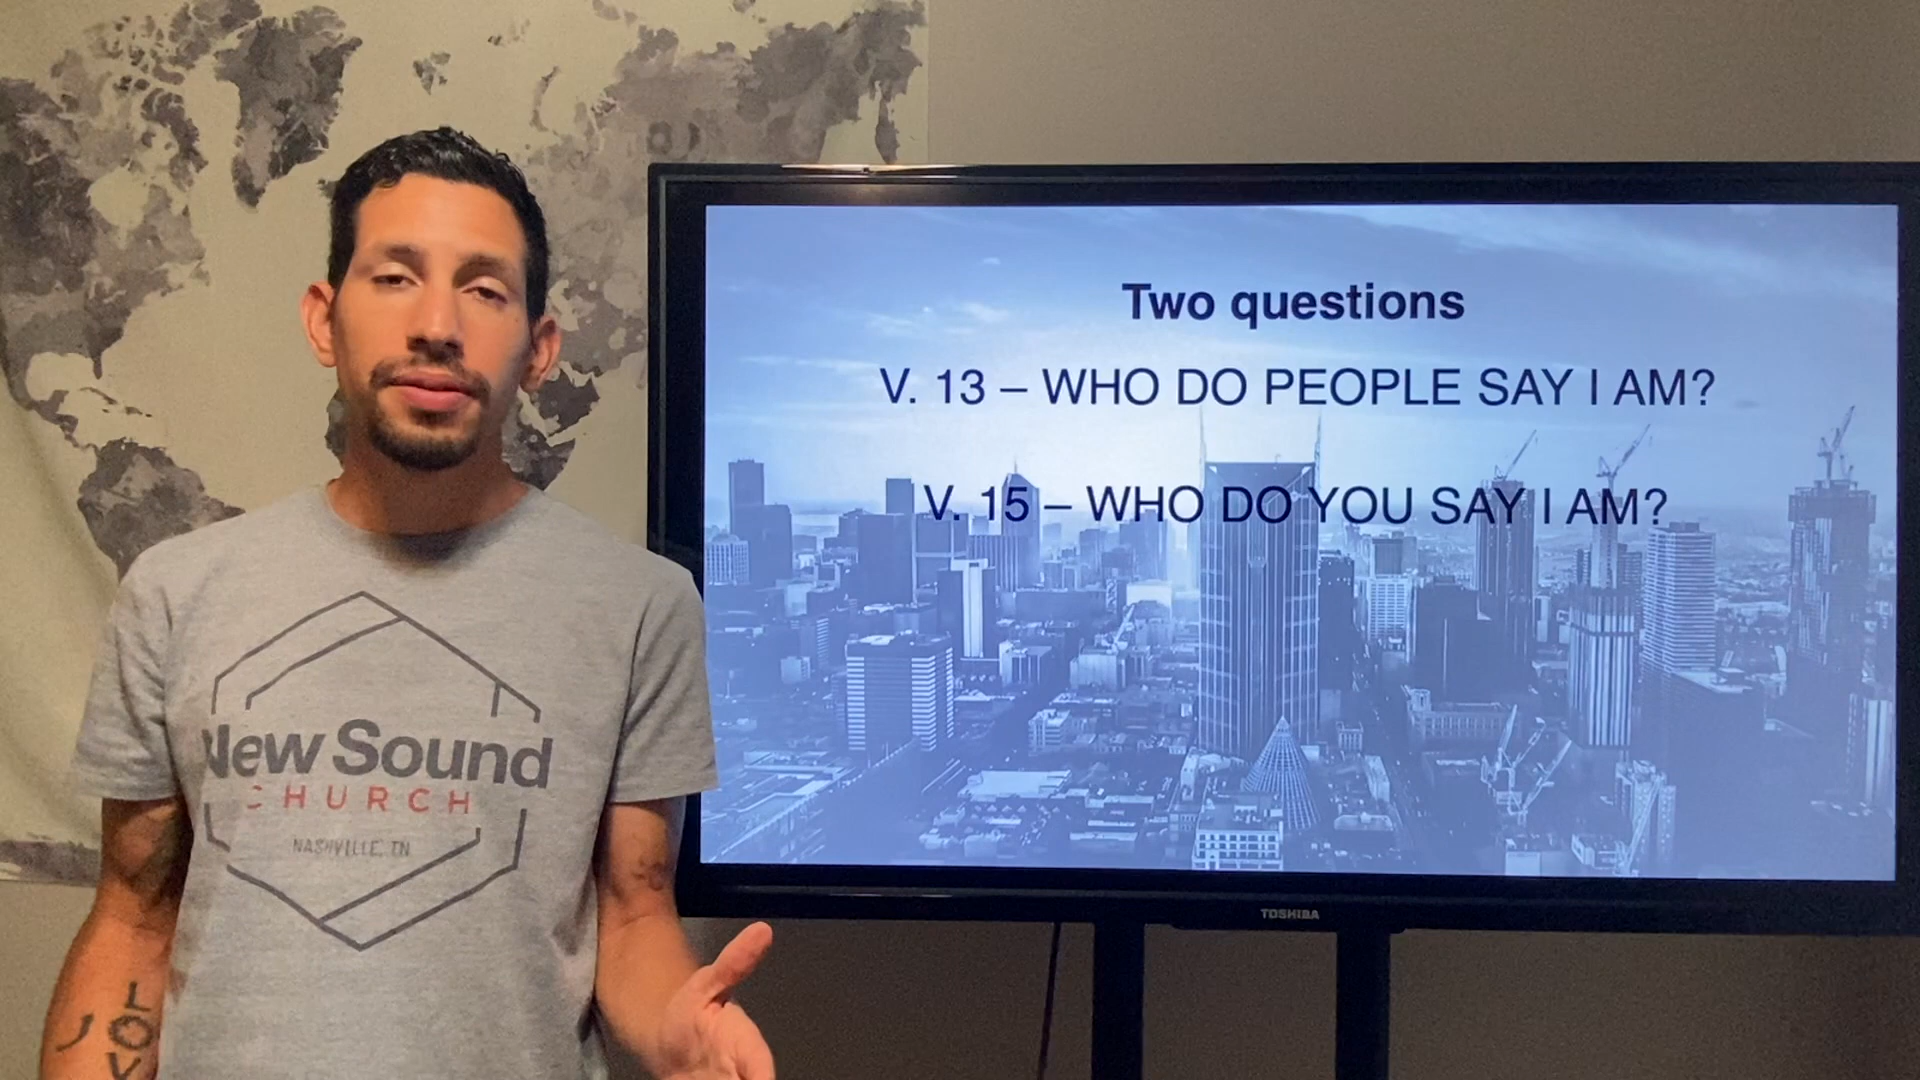 Two questions
V. 13 – WHO DO PEOPLE SAY I AM?
V. 15 – WHO DO YOU SAY I AM?
New Sound
CHURCH
NASHVILLE, TN
TOSHIBA
L
O
V